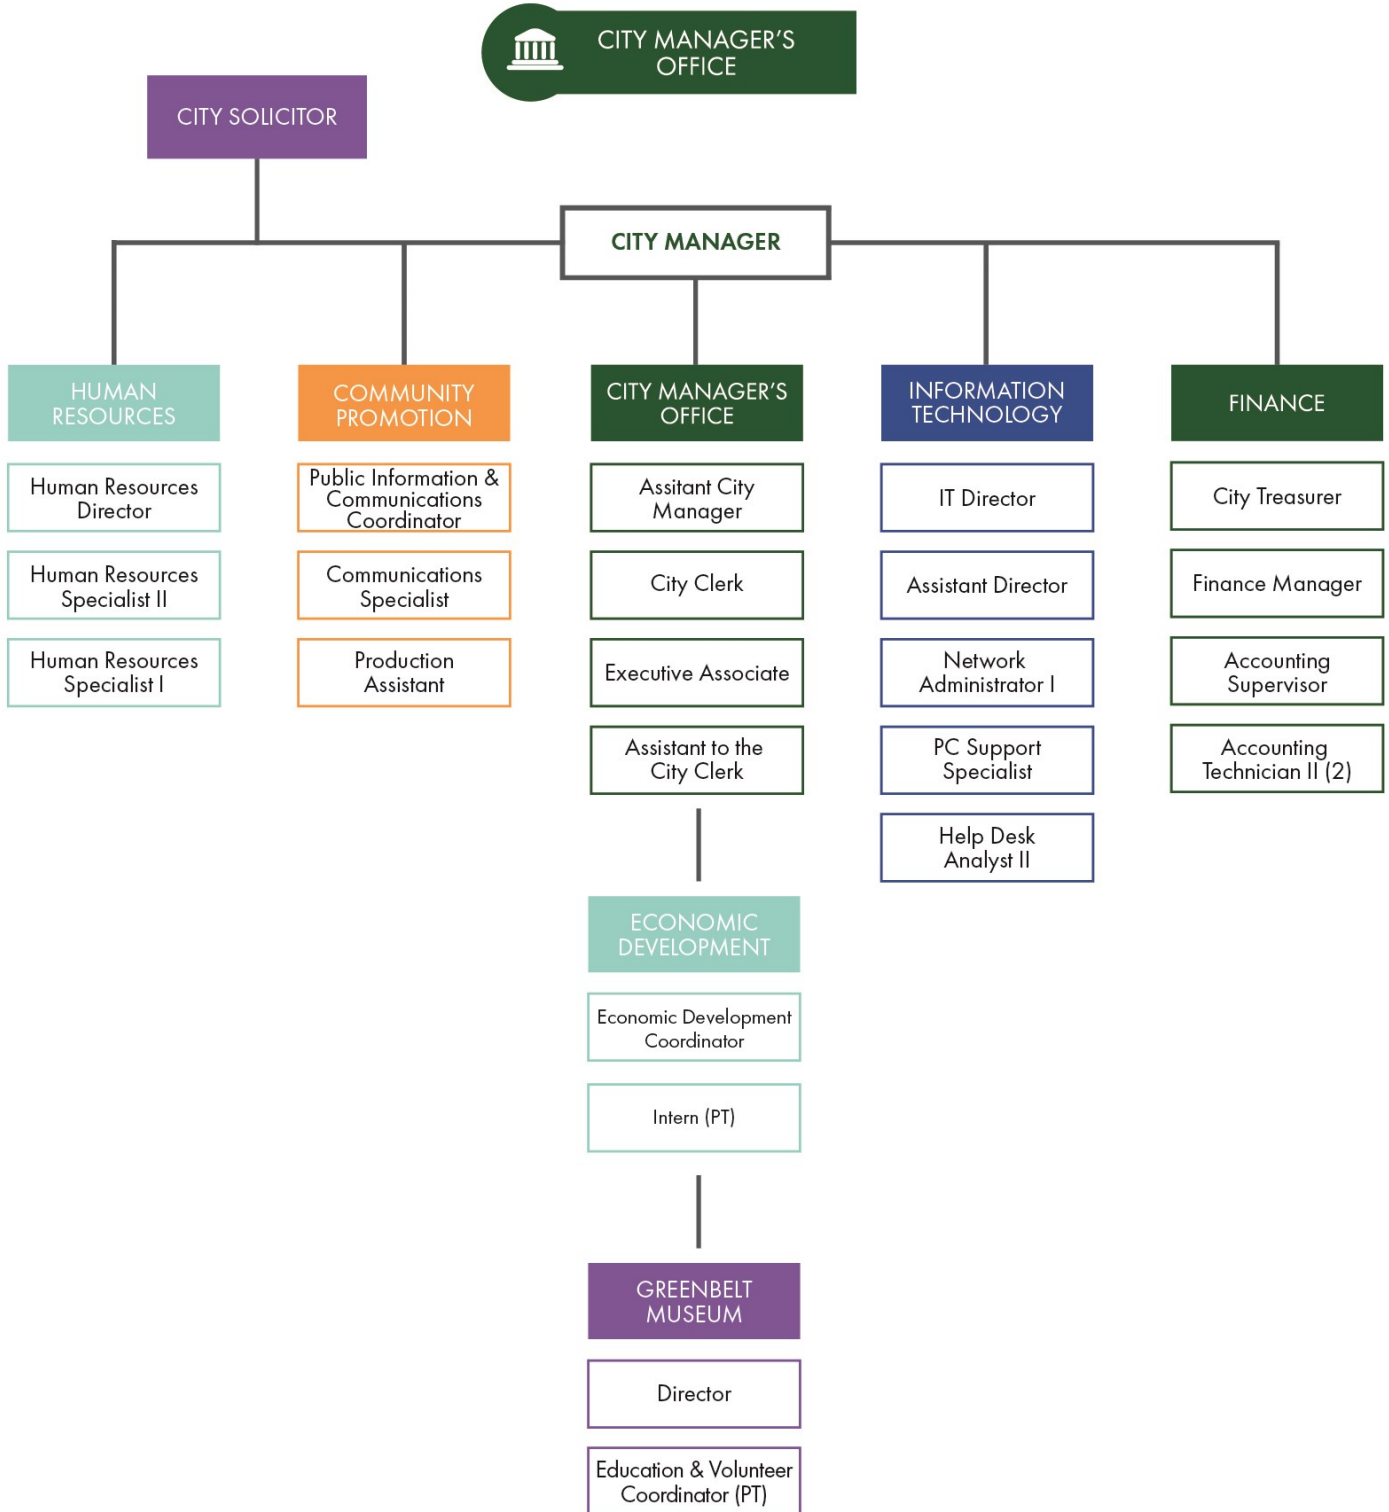 CITY MANAGER'S
OFFICE
CITY SOLICITOR
CITY MANAGER
HUMAN
RESOURCES
Human Resources
Director
Human Resources
Specialist II
Human Resources
Specialist I
COMMUNITY
PROMOTION
Public Information &
Communications
Coordinator
Communications
Specialist
Production
Assistant
CITY MANAGER'S
OFFICE
Assitant City
Manager
City Clerk
Executive Associate
Assistant to the
City Clerk
INFORMATION
TECHNOLOGY
IT Director
Assistant Director
Network
Administrator I
PC Support
Specialist
Help Desk
Analyst II
FINANCE
City Treasurer
Finance Manager
Accounting
Supervisor
Accounting
Technician II (2)
ECONOMIC
DEVELOPMENT
Economic Development
Coordinator
Intern (PT)
GREENBELT
MUSEUM
Director
Education & Volunteer
Coordinator (PT)